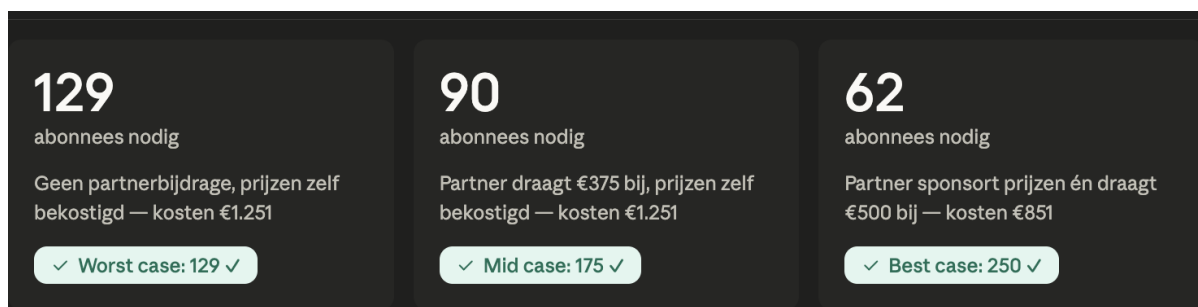 129
abonnees nodig
Geen partnerbijdrage, prijzen zelf
bekostigd — kosten €1.251
✓ Worst case: 129 ✓
90
abonnees nodig
Partner draagt €375 bij, prijzen zelf
bekostigd — kosten €1.251
✓ Mid case: 175 ✓
62
abonnees nodig
Partner sponsort prijzen én draagt
€500 bij — kosten €851
✓ Best case: 250 ✓